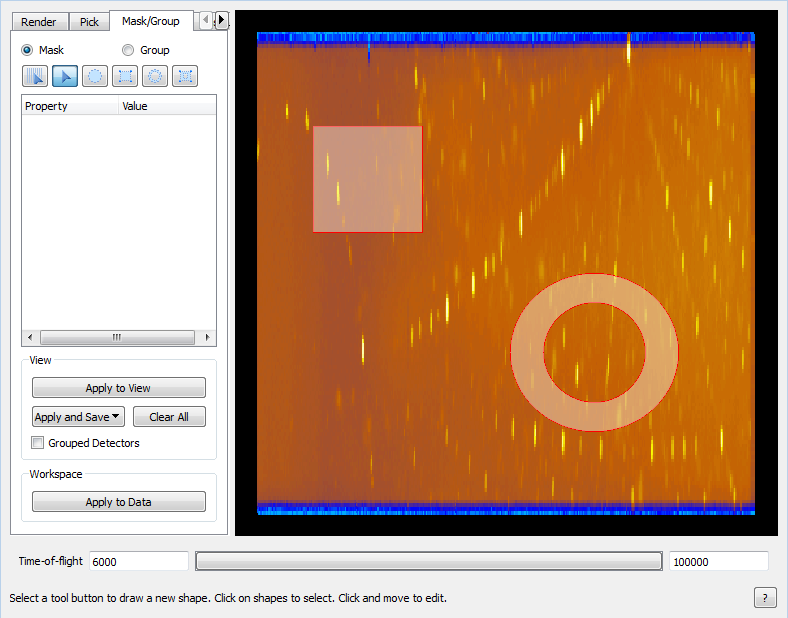 Render Pick Mask/Group
Mask Group
Property Value
View
Apply to View
Apply and Save Clear All
Grouped Detectors
Workspace
Apply to Data
Time-of-flight 6000 100000
Select a tool button to draw a new shape. Click on shapes to select. Click and move to edit. ?